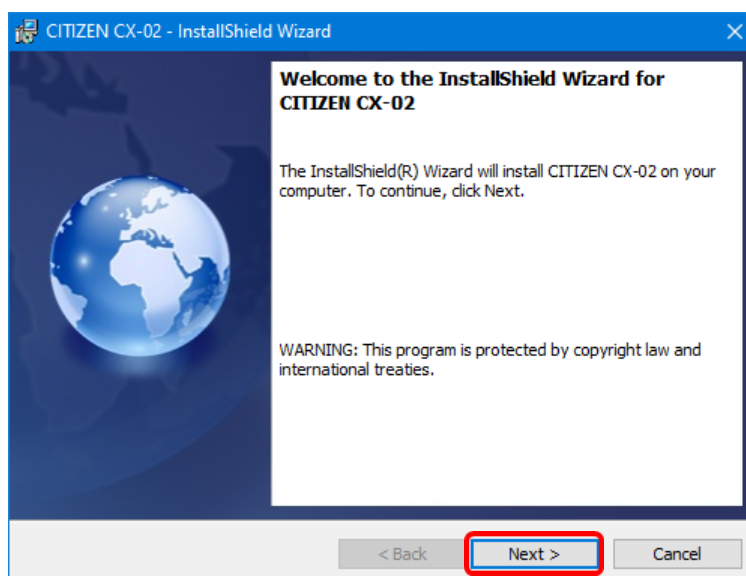 CITIZEN CX-02 - InstallShield Wizard
Welcome to the InstallShield Wizard for
CITIZEN CX-02
The InstallShield(R) Wizard will install CITIZEN CX-02 on your
computer. To continue, click Next.
WARNING: This program is protected by copyright law and
international treaties.
< Back Next > Cancel